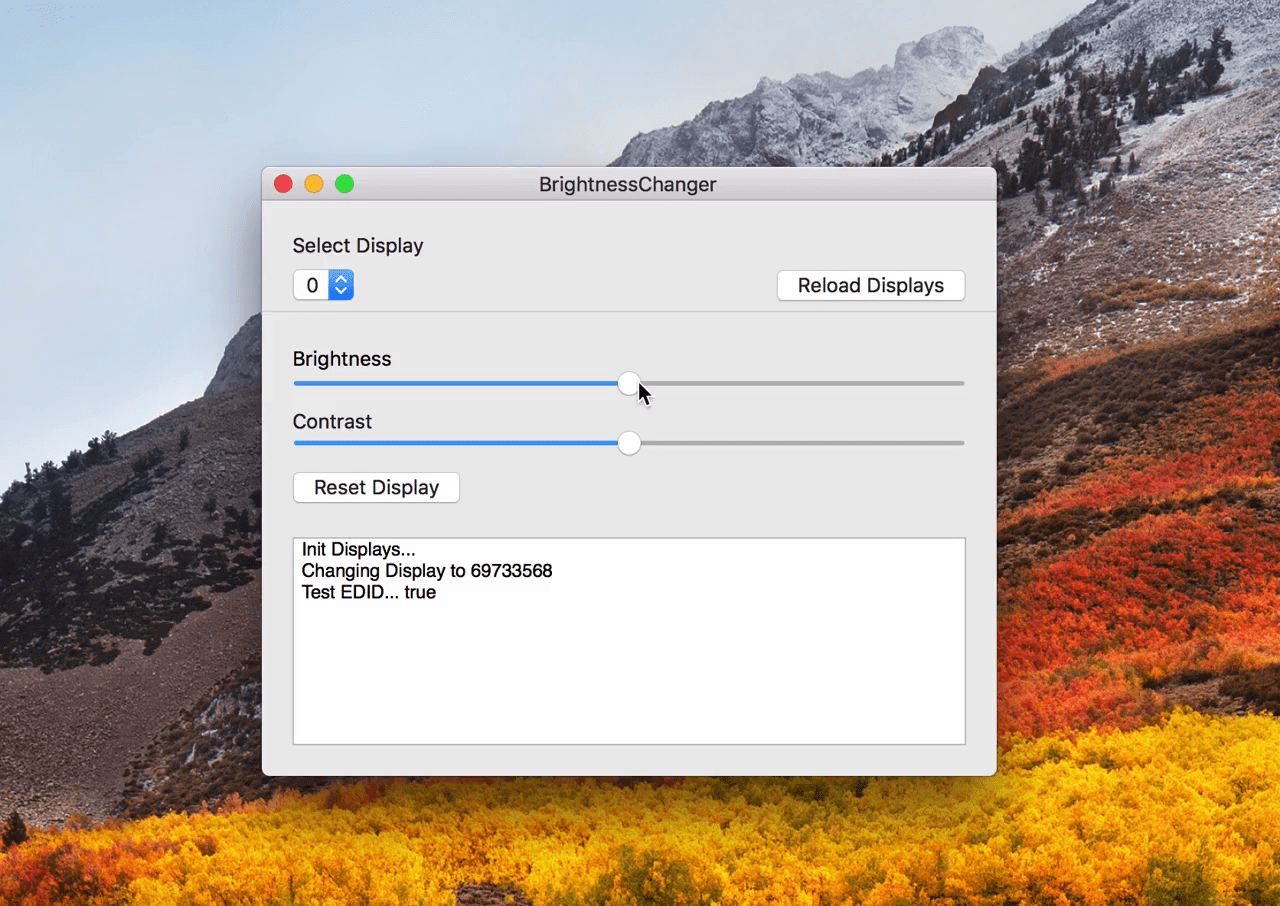 BrightnessChanger
Select Display
0
Reload Displays
Brightness
Contrast
Reset Display
Init Displays...
Changing Display to 69733568
Test EDID... true